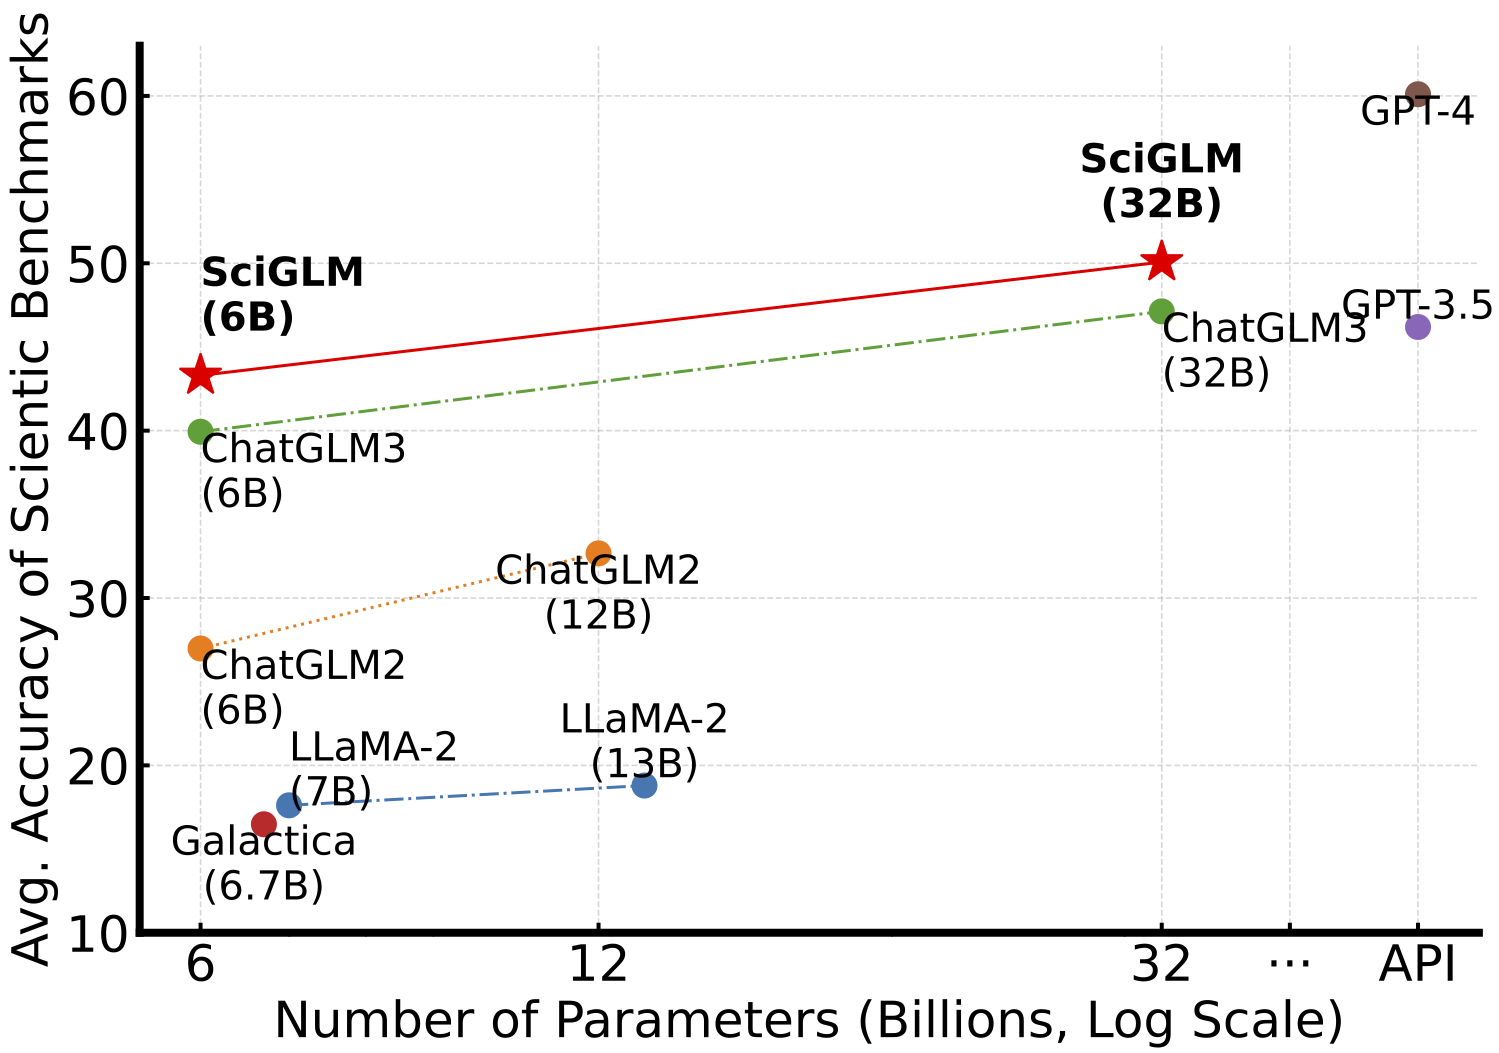 Avg. Accuracy of Scientic Benchmarks
60
50
40
30
20
10
GPT-4
SciGLM
(32B)
SciGLM
(6B)
GPT-3.5
ChatGLM3
(32B)
ChatGLM3
(6B)
ChatGLM2
(12B)
ChatGLM2
(6B)
LLaMA-2
(13B)
LLaMA-2
(7B)
Galactica
(6.7B)
6 12 32 ... API
Number of Parameters (Billions, Log Scale)